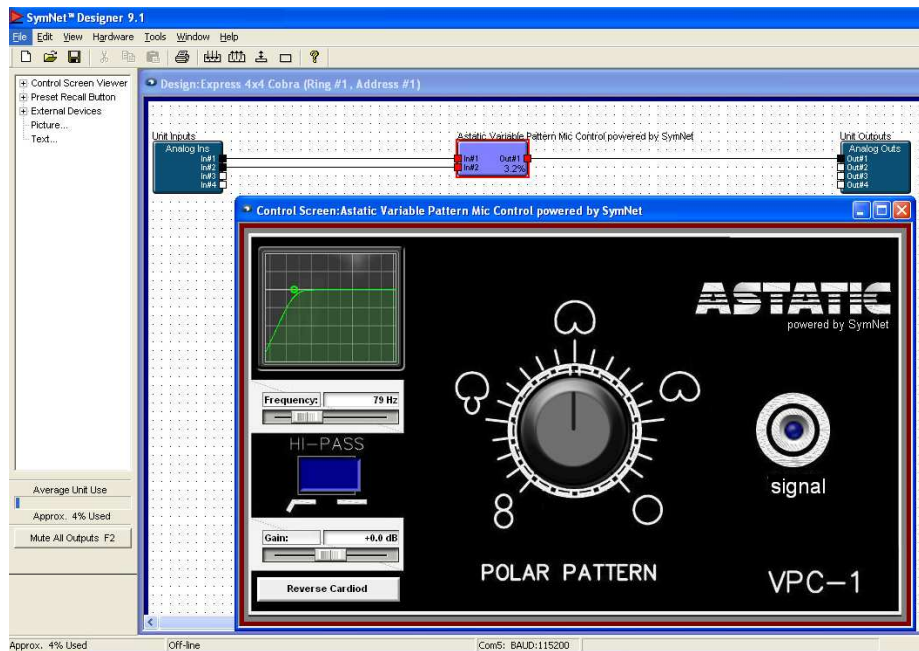 SymNet™ Designer 9.1
File Edit View Hardware Tools Window Help
Control Screen Viewer
Preset Recall Button
External Devices
Picture...
Text...
Average Unit Use
Approx. 4% Used
Mute All Outputs F2
Design:Express 4x4 Cobra (Ring #1, Address #1)
Unit Inputs
Analog Ins
In#1
In#2
In#3
In#4
Astatic Variable Pattern Mic Control powered by SymNet
In#1 Out#1
In#2 3.2%
Unit Outputs
Analog Outs
Out#1
Out#2
Out#3
Out#4
Control Screen:Astatic Variable Pattern Mic Control powered by SymNet
Frequency: 79 Hz
HI-PASS
Gain: +0.0 dB
Reverse Cardiod
POLAR PATTERN
ASTATIC
powered by SymNet
signal
VPC-1
Approx. 4% Used Off-line Com5: BAUD:115200